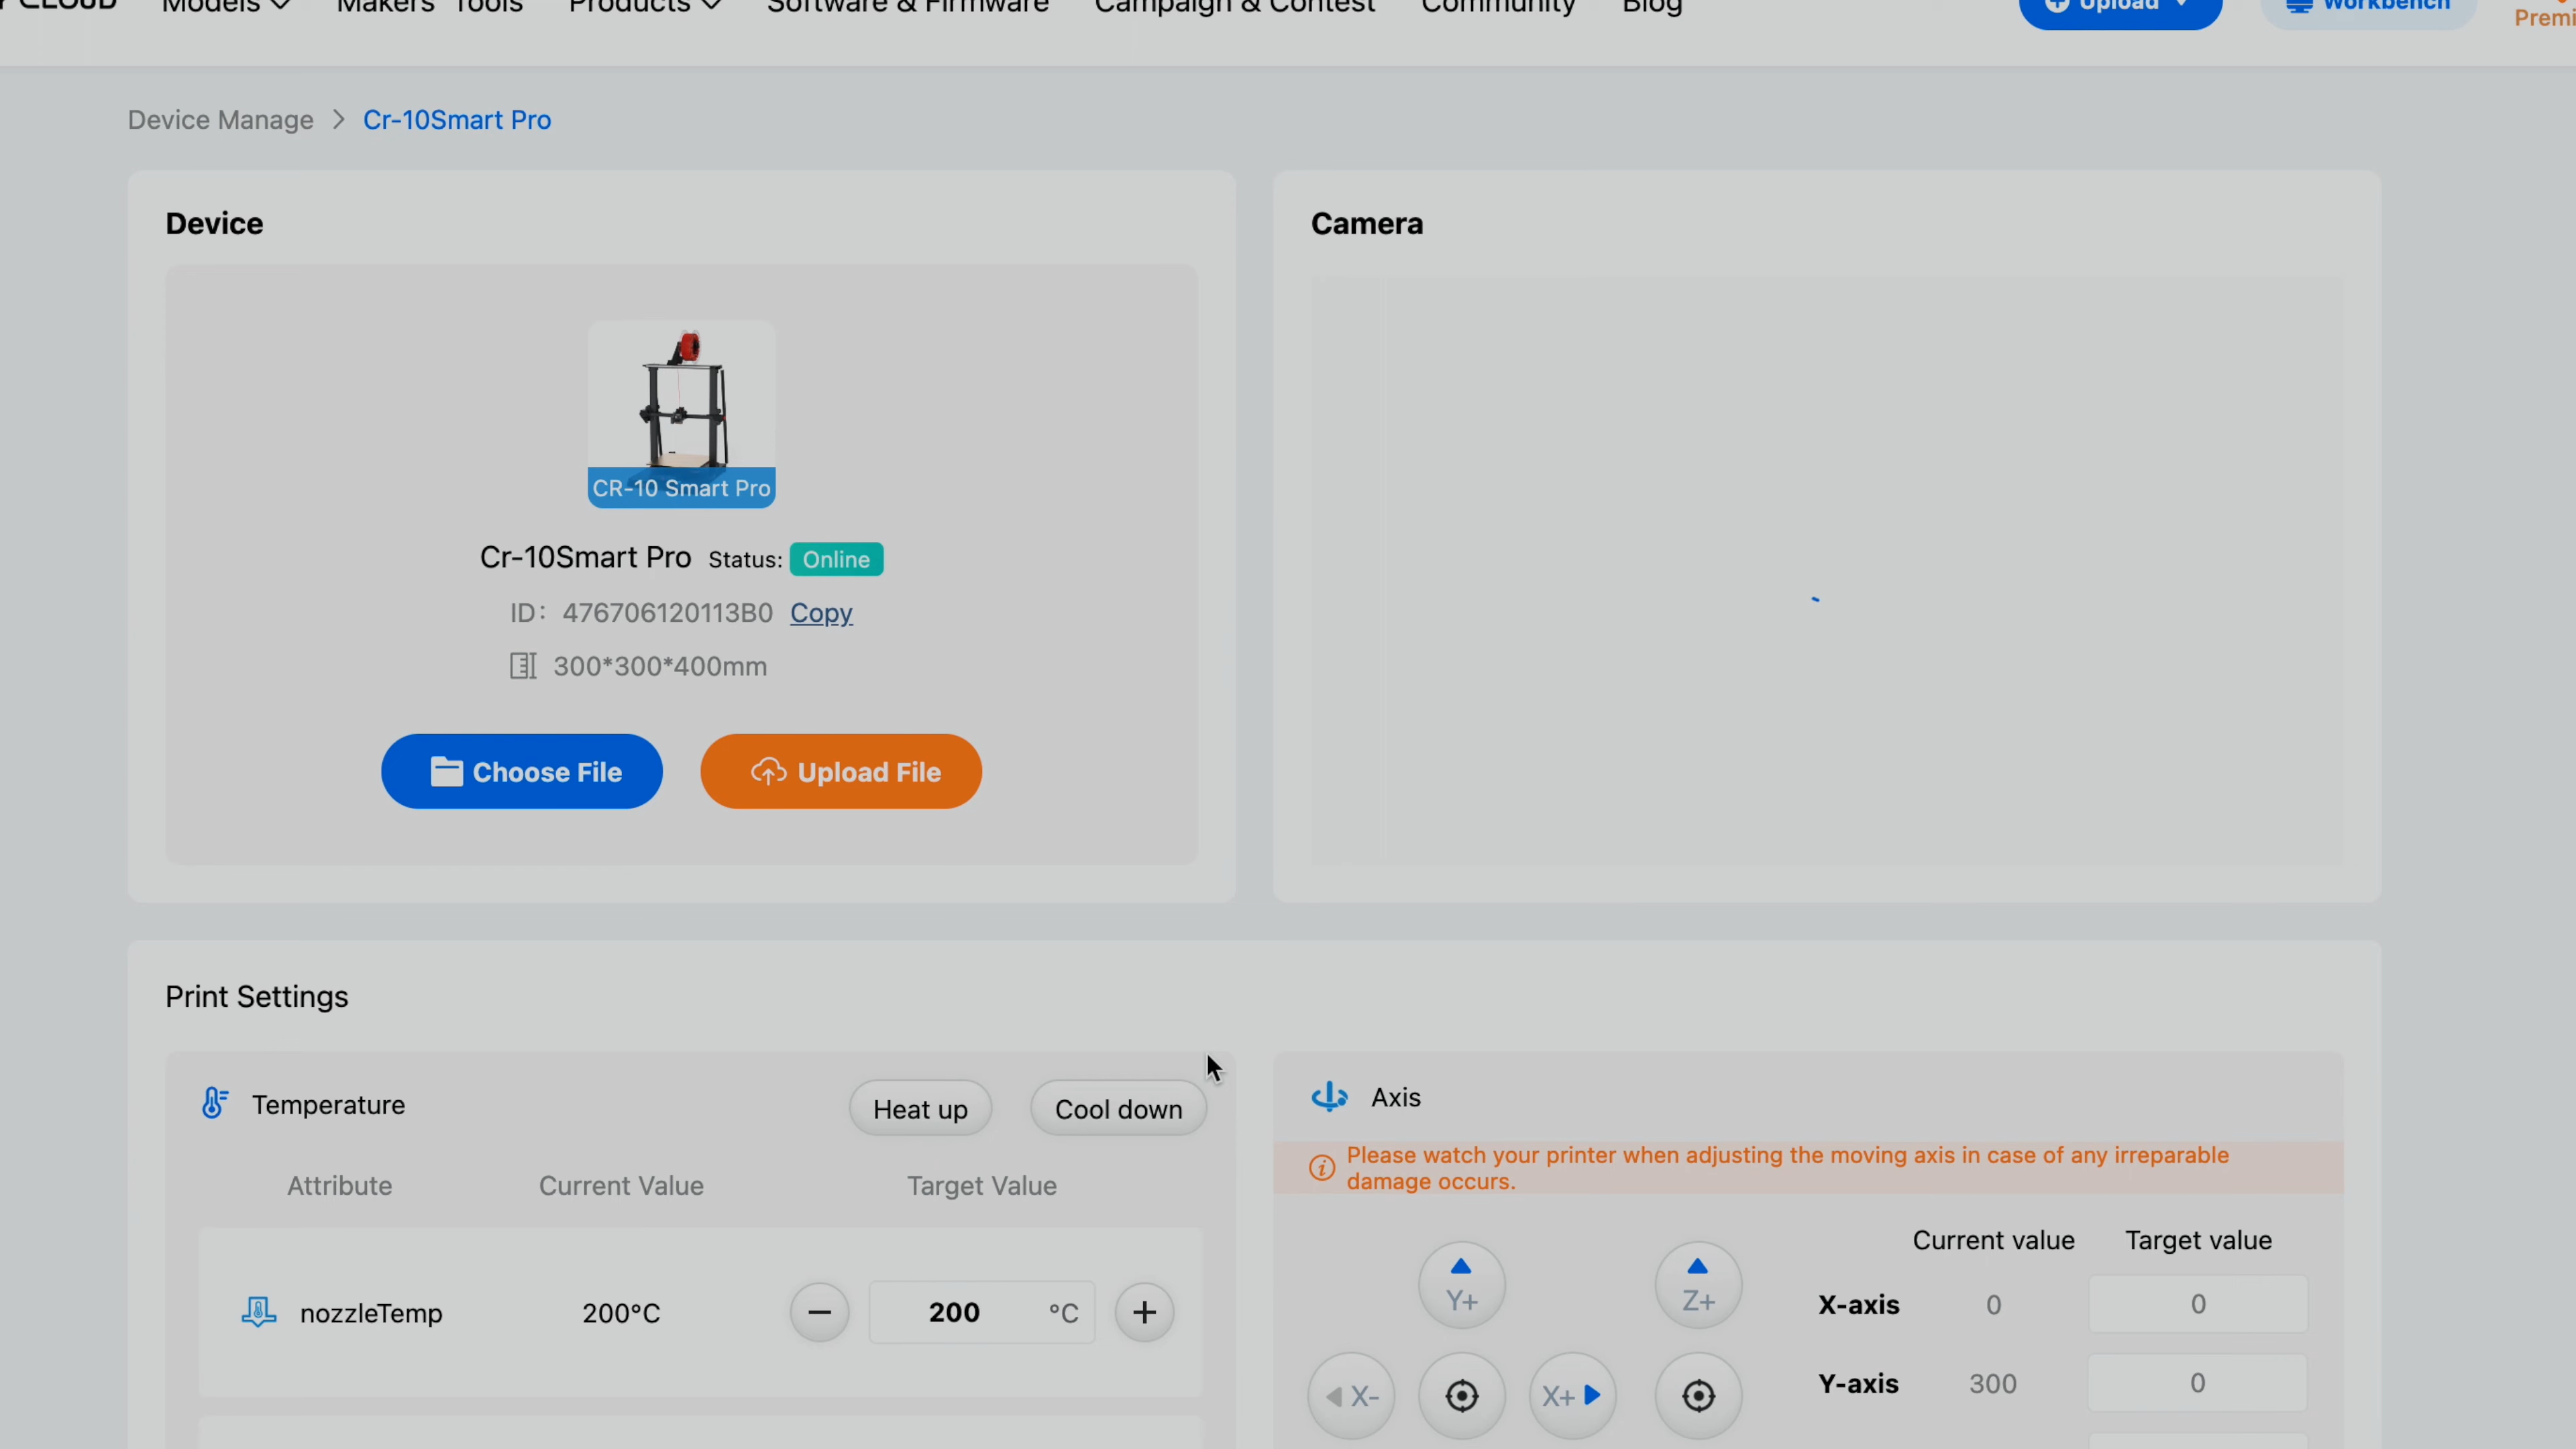 CLOUD Models Makers Tools Products Software & Firmware Campaign & Contest Community Blog Upload Workbench
Device Manage > Cr-10Smart Pro
Device
Camera
CR-10 Smart Pro
Cr-10Smart Pro Status: Online
ID: 476706120113B0 Copy
300*300*400mm
Choose File Upload File
Print Settings
Temperature Heat up Cool down
Attribute Current Value Target Value
nozzleTemp 200°C − 200 °C +
Axis
Please watch your printer when adjusting the moving axis in case of any irreparable
damage occurs.
Current value Target value
Y+ Z+
X-axis 0 0
X- X+
Y-axis 300 0